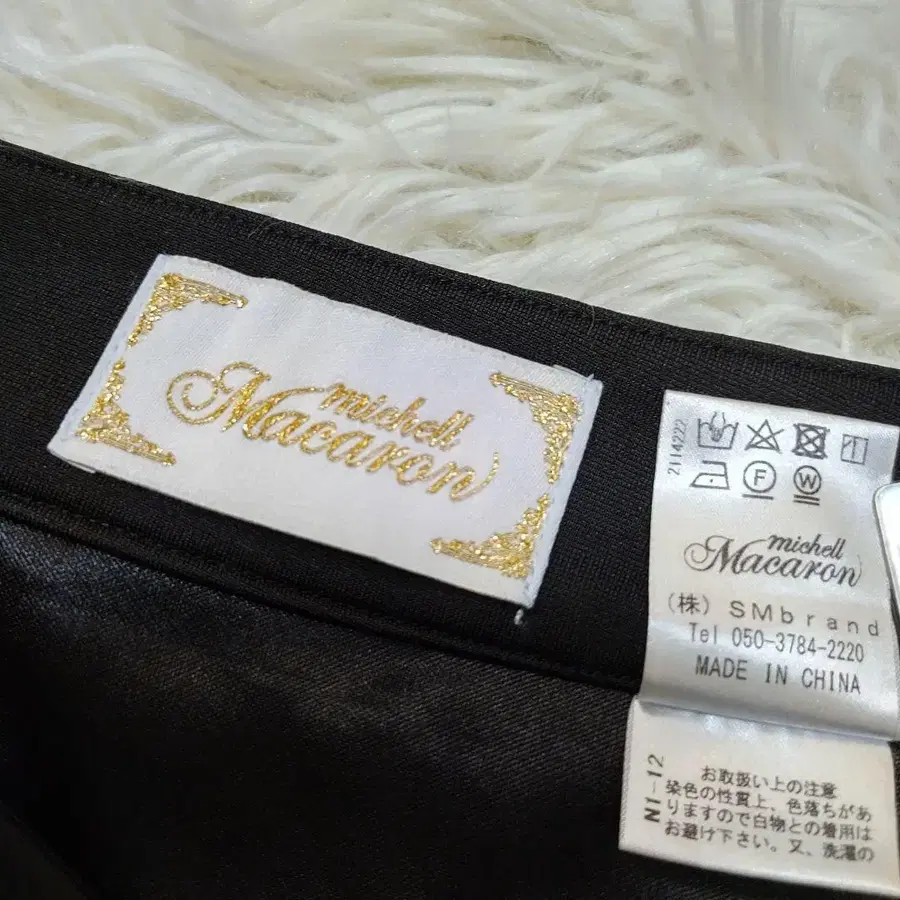 michell
Macaron
2114222
F
W
michell
Macaron
(株) SMbrand
Tel 050-3784-2220
MADE IN CHINA
N1-12
お取扱い上の注意
染色の性質上、色落ちがあ
りますので白物との着用は
お避け下さい。又、洗濯の